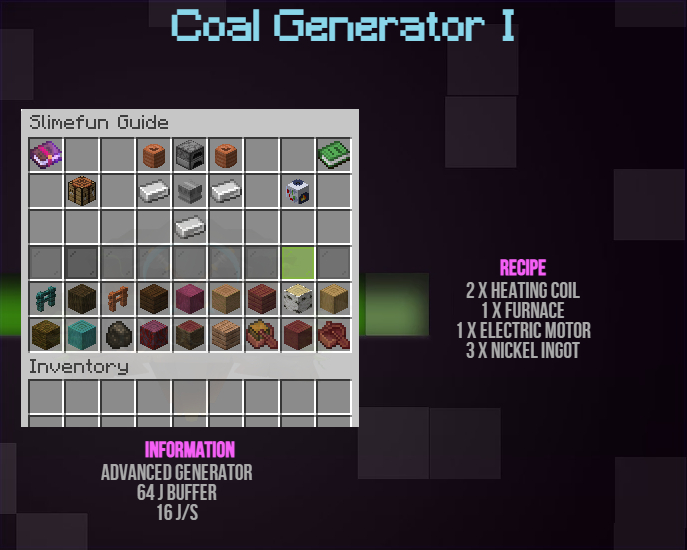 Coal Generator I
Slimefun Guide
RECIPE
2 X HEATING COIL
1 X FURNACE
1 X ELECTRIC MOTOR
3 X NICKEL INGOT
Inventory
INFORMATION
ADVANCED GENERATOR
64 J BUFFER
16 J/S